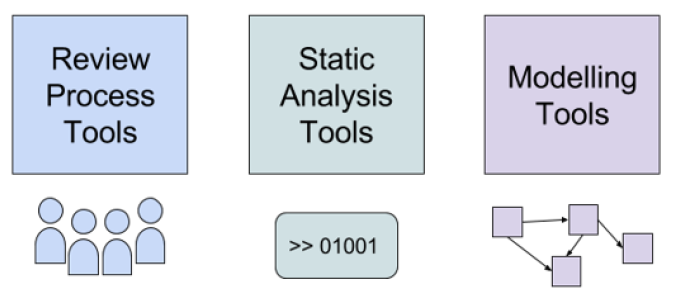 Review
Process
Tools
Static
Analysis
Tools
Modelling
Tools
>> 01001